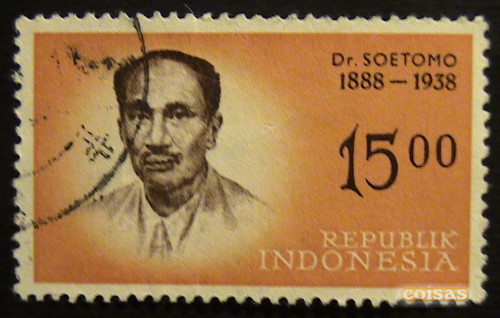 Dr. SOETOMO
1888 – 1938
15 00
REPUBLIK
INDONESIA
coisas